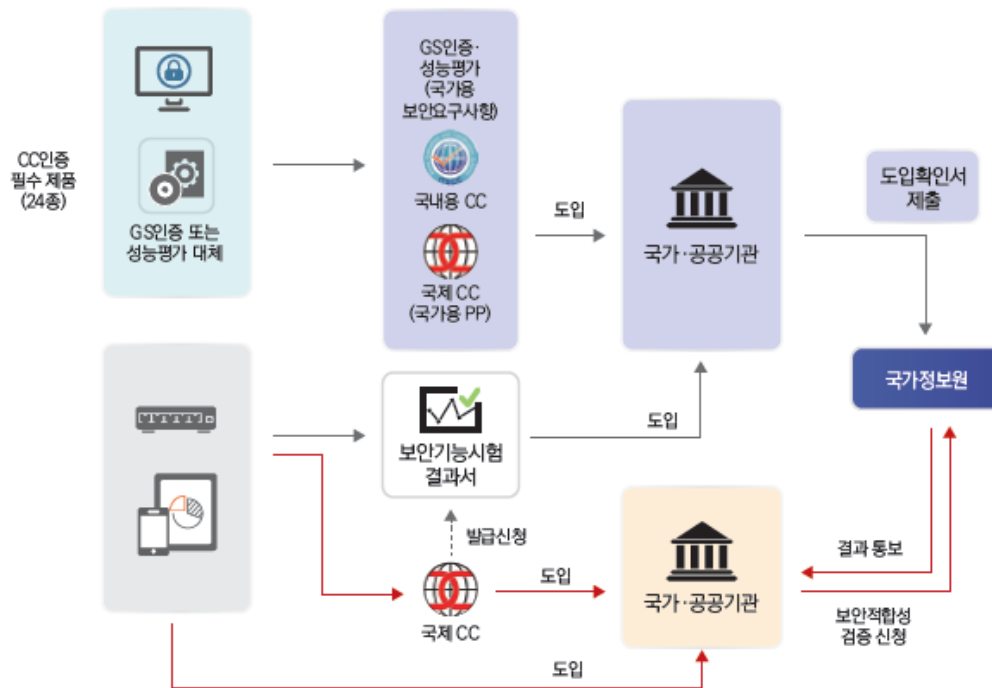 CC인증
필수 제품
(24종)
GS인증 또는
성능평가 대체
GS인증·
성능평가
(국가용
보안요구사항)
국내용 CC
국제 CC
(국가용 PP)
도입
국가·공공기관
도입확인서
제출
국가정보원
보안기능시험
결과서
도입
발급신청
국제 CC
도입
국가·공공기관
결과 통보
보안적합성
검증 신청
도입